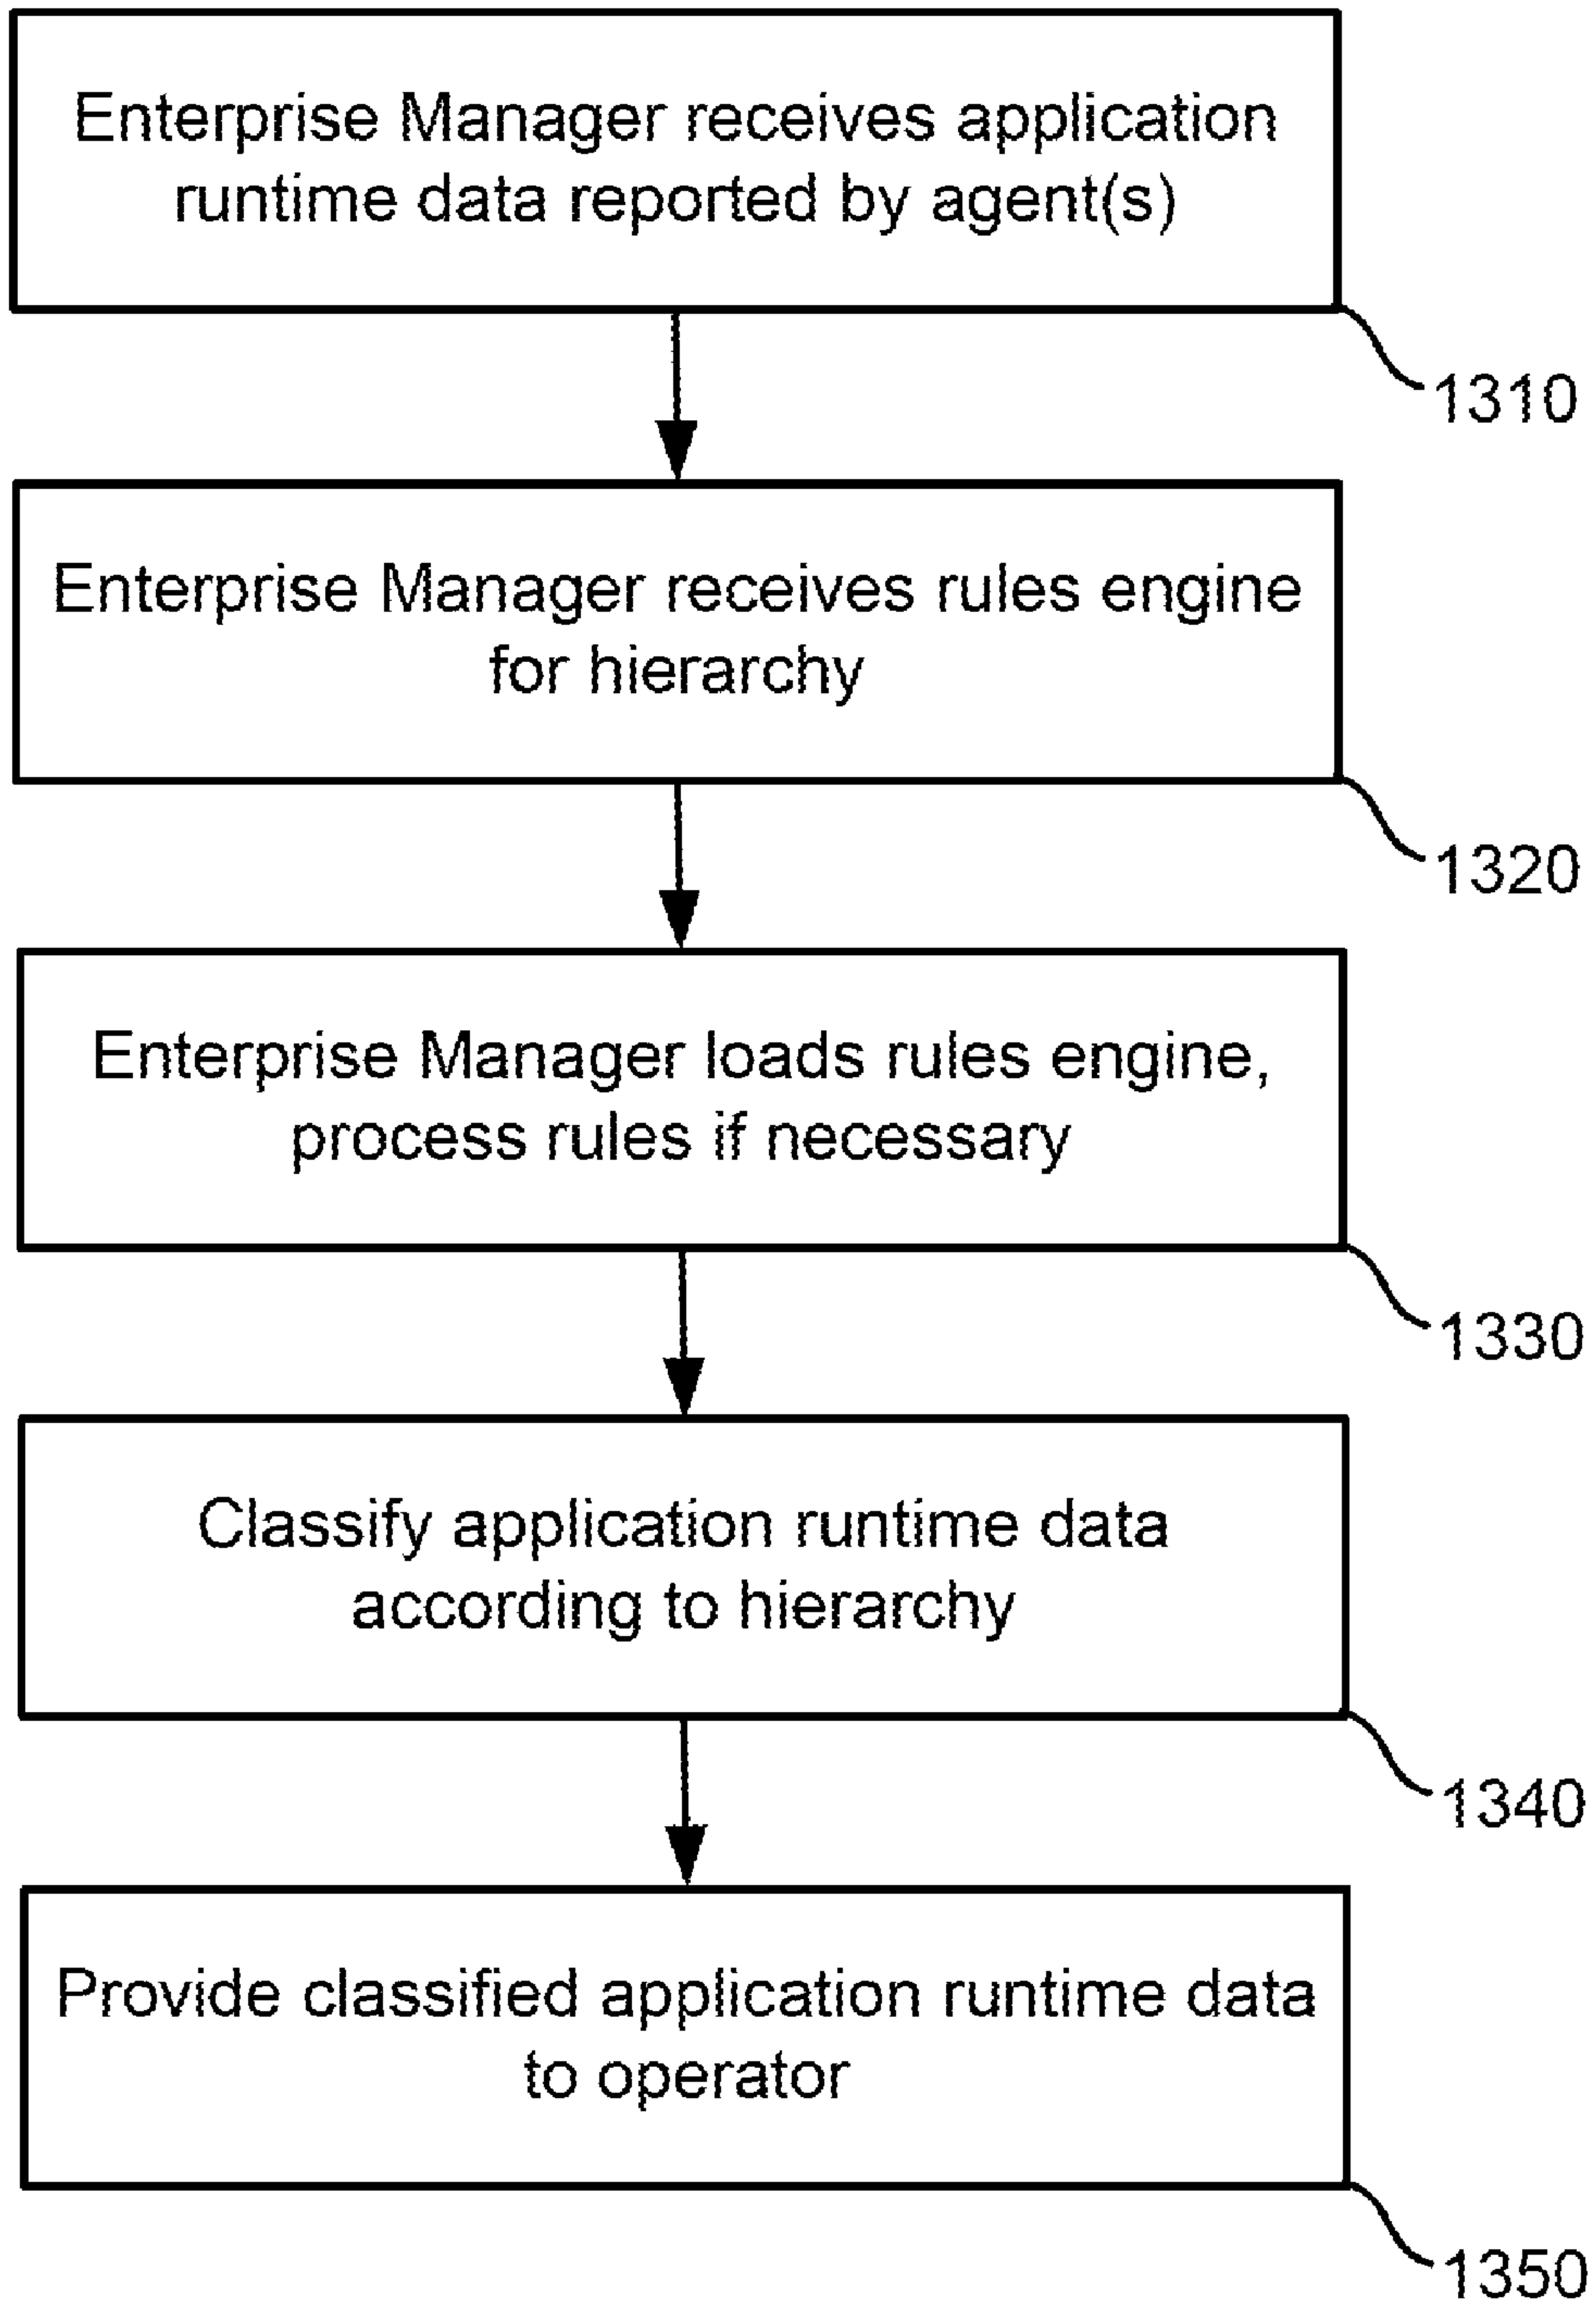 Enterprise Manager receives application
runtime data reported by agent(s)
1310
Enterprise Manager receives rules engine
for hierarchy
1320
Enterprise Manager loads rules engine,
process rules if necessary
1330
Classify application runtime data
according to hierarchy
1340
Provide classified application runtime data
to operator
1350